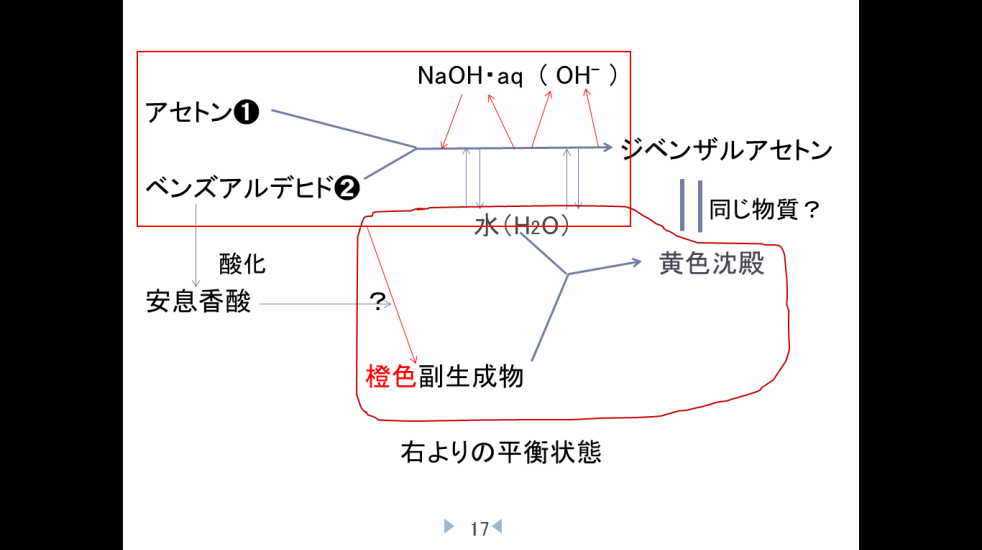 NaOH・aq （ OH⁻ ）
アセトン❶
ジベンザルアセトン
ベンズアルデヒド❷
同じ物質？
水（H₂O）
酸化
黄色沈殿
安息香酸
？
橙色副生成物
右よりの平衡状態
17